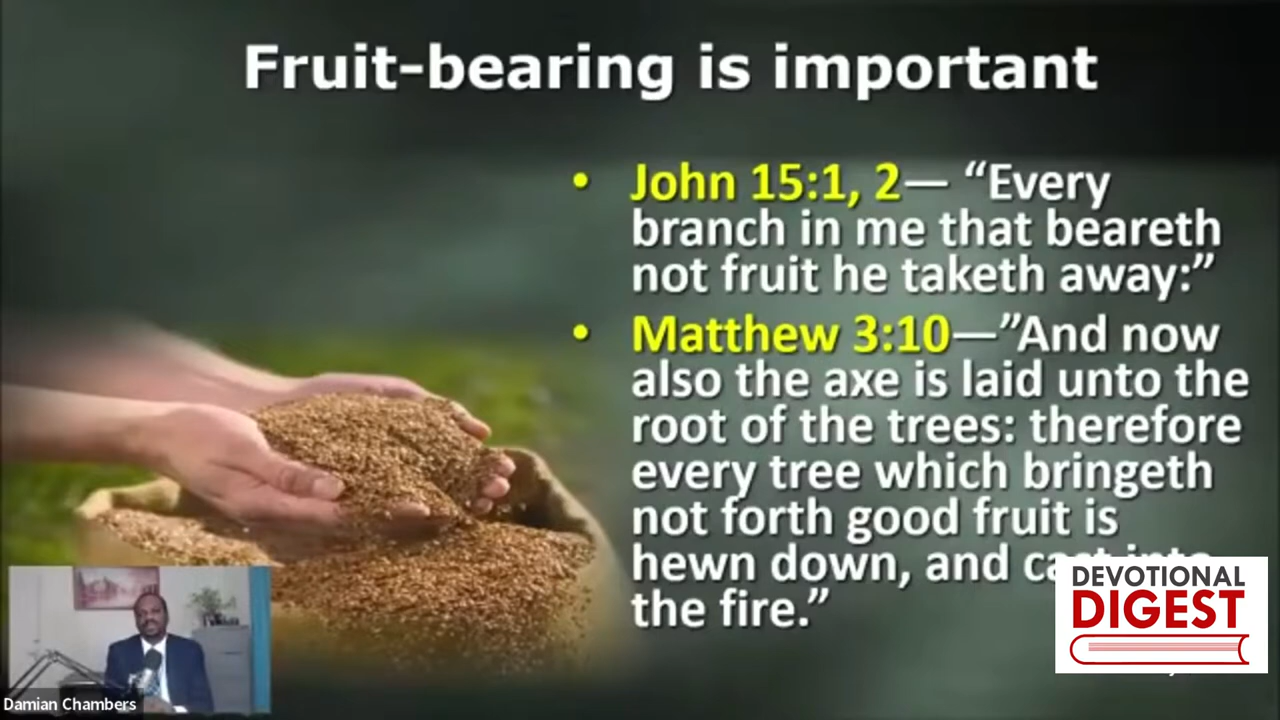 Fruit-bearing is important
• John 15:1, 2— “Every
branch in me that beareth
not fruit he taketh away:”
• Matthew 3:10—”And now
also the axe is laid unto the
root of the trees: therefore
every tree which bringeth
not forth good fruit is
hewn down, and cast into
the fire.”
DEVOTIONAL
DIGEST
Damian Chambers